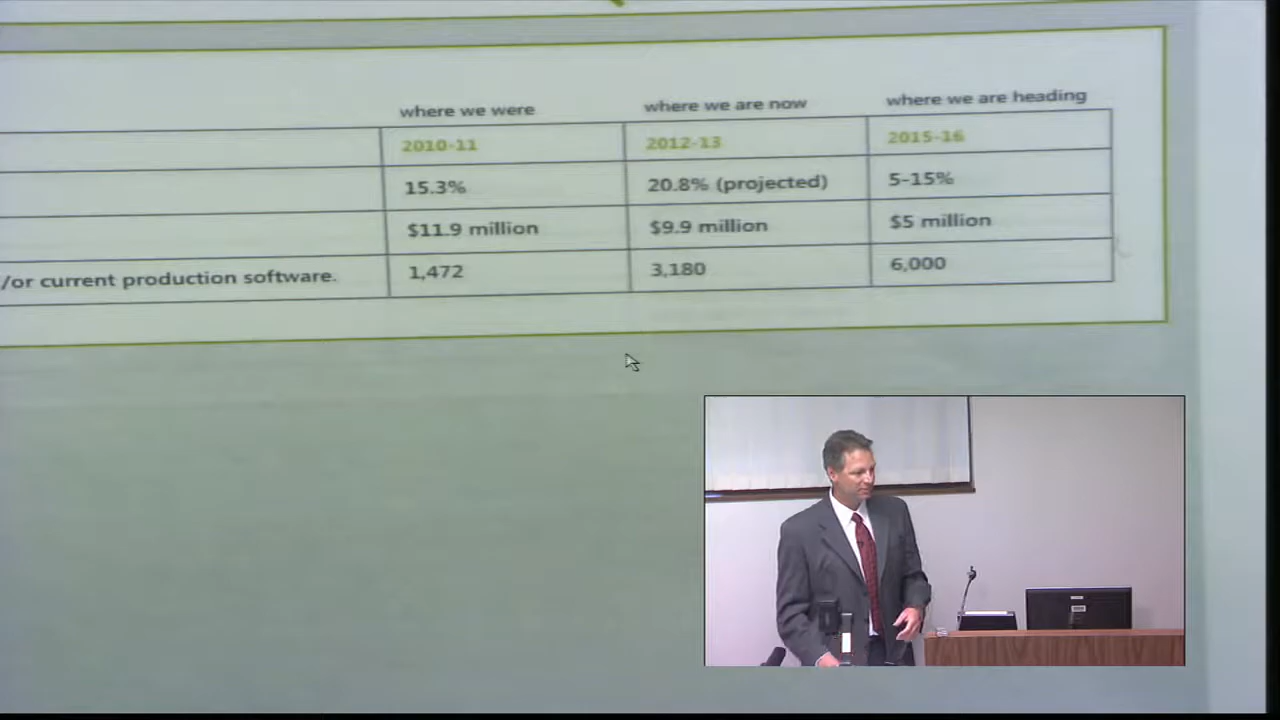 where we were where we are now where we are heading
2010-11 2012-13 2015-16
15.3% 20.8% (projected) 5-15%
$11.9 million $9.9 million $5 million
/or current production software. 1,472 3,180 6,000